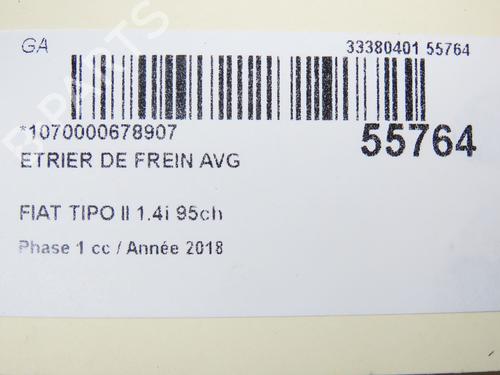 GA
33380401 55764
*1070000678907
55764
ETRIER DE FREIN AVG
FIAT TIPO II 1.4i 95ch
Phase 1 cc / Année 2018
B-PARTS